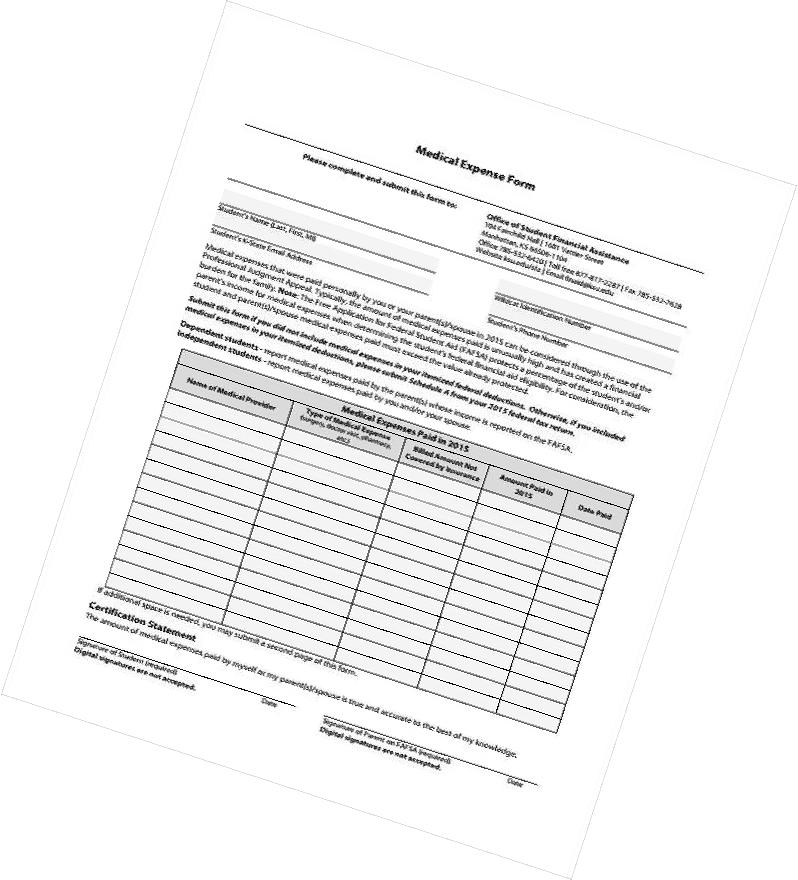 Medical Expense Form
Please complete and submit this form to:
Office of Student Financial Assistance
104 Fairchild Hall | 1601 Vattier Street
Manhattan, KS 66506-1104
Office 785-532-6420 | Toll free 877-817-2287 | Fax 785-532-7628
Website ksu.edu/sfa | Email finaid@ksu.edu
Student's Name (Last, First, MI)
Wildcat Identification Number
Student's K-State Email Address
Student's Phone Number
Medical expenses that were paid personally by you or your parent(s)/spouse in 2015 can be considered through the use of the
Professional Judgment Appeal. Typically, the amount of medical expenses paid is unusually high and has created a financial
burden for the family. Note: The Free Application for Federal Student Aid (FAFSA) protects a percentage of the student's and/or
parent's income for medical expenses when determining the student's federal financial aid eligibility. For consideration, the
student and parent(s)/spouse medical expenses paid must exceed the value already protected.
Submit this form if you did not include medical expenses in your itemized federal deductions. Otherwise, if you included
medical expenses in your itemized deductions, please submit Schedule A from your 2015 federal tax return.
Dependent students - report medical expenses paid by the parent(s) whose income is reported on the FAFSA.
Independent students - report medical expenses paid by you and/or your spouse.
Medical Expenses Paid in 2015
Name of Medical Provider
Type of Medical Expense
(surgery, doctor visit, pharmacy,
etc.)
Billed Amount Not
Covered by Insurance
Amount Paid in
2015
Date Paid
If additional space is needed, you may submit a second page of this form.
Certification Statement
The amount of medical expenses paid by myself or my parent(s)/spouse is true and accurate to the best of my knowledge.
Signature of Student (required)
Date
Digital signatures are not accepted.
Signature of Parent on FAFSA (required)
Date
Digital signatures are not accepted.